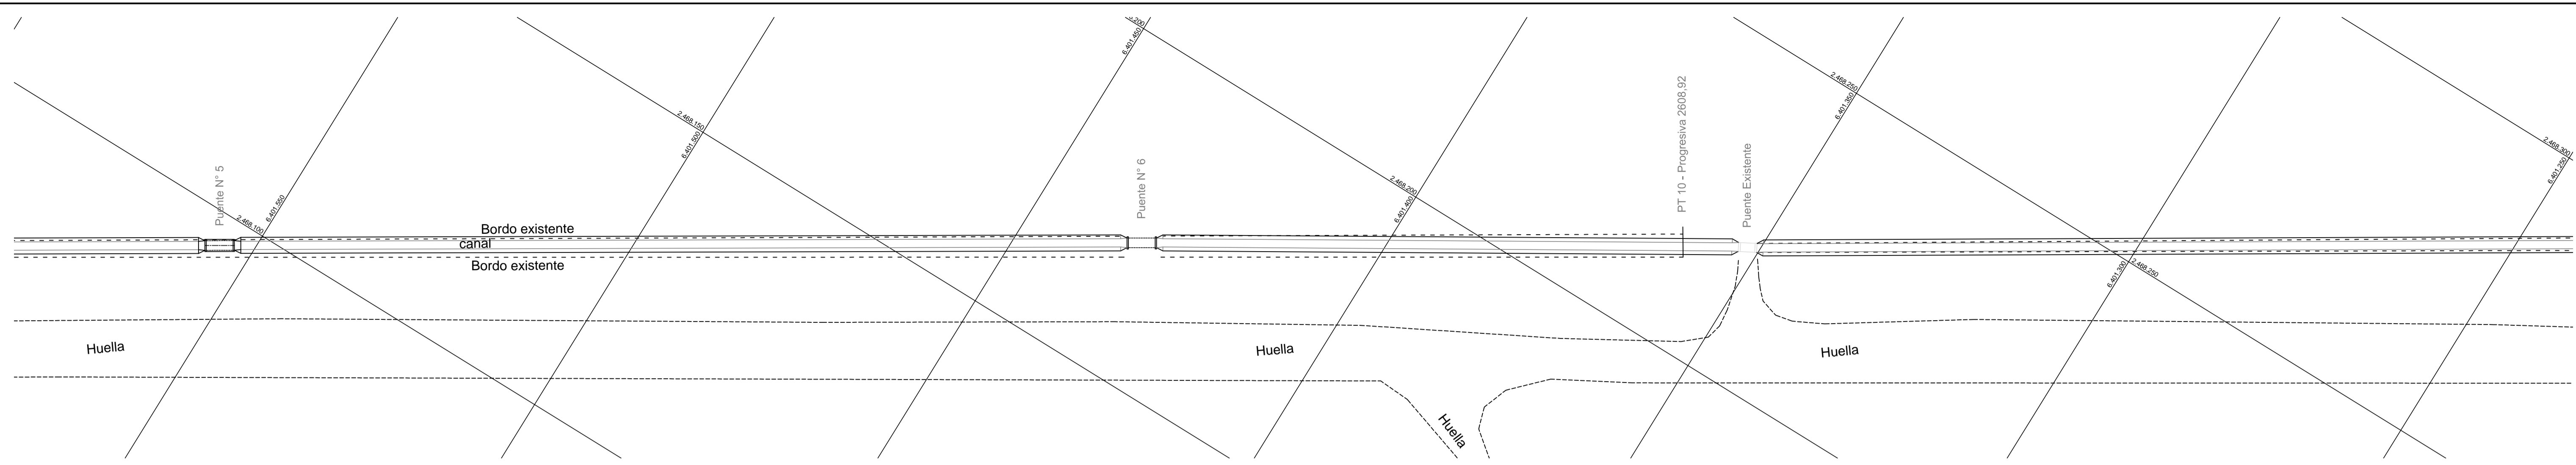 Puente N° 5
2.468.100
6.401.550
Bordo existente
canal
Bordo existente
Huella
2.468.150
6.401.500
6.401.450
Puente N° 6
Huella
2.468.200
6.401.400
Huella
PT 10 - Progresiva 2608,92
Puente Existente
2.468.250
6.401.350
Huella
6.401.300
2.468.250
2.468.300
6.401.250